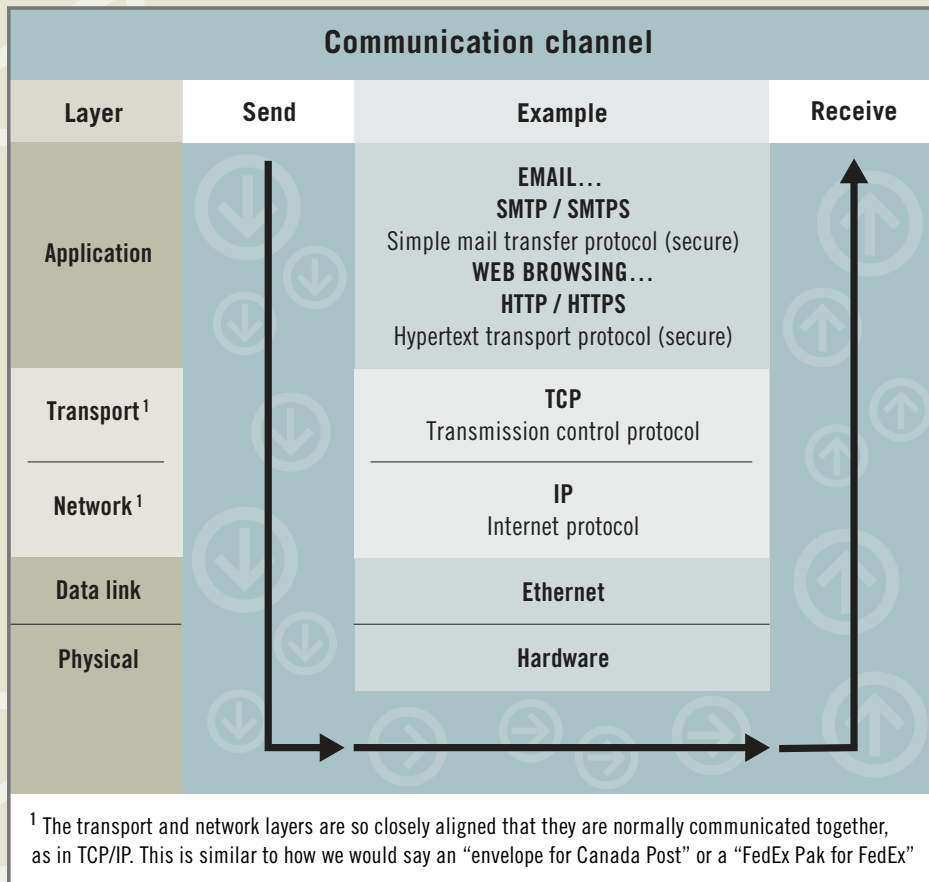 Communication channel
Layer Send Example Receive
Application
EMAIL...
SMTP / SMTPS
Simple mail transfer protocol (secure)
WEB BROWSING...
HTTP / HTTPS
Hypertext transport protocol (secure)
Transport ¹
TCP
Transmission control protocol
Network ¹
IP
Internet protocol
Data link Ethernet
Physical Hardware
¹ The transport and network layers are so closely aligned that they are normally communicated together,
as in TCP/IP. This is similar to how we would say an “envelope for Canada Post” or a “FedEx Pak for FedEx”